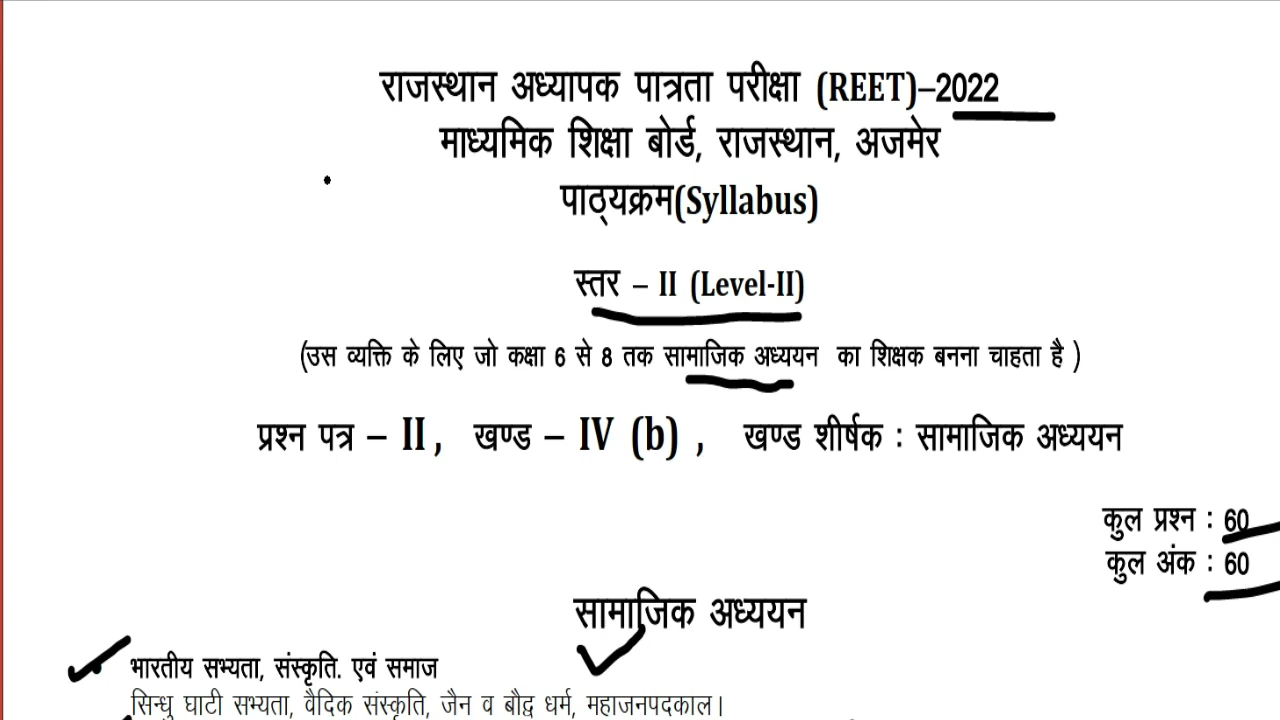 राजस्थान अध्यापक पात्रता परीक्षा (REET)–2022
माध्यमिक शिक्षा बोर्ड, राजस्थान, अजमेर
पाठ्यक्रम(Syllabus)
स्तर – II (Level-II)
(उस व्यक्ति के लिए जो कक्षा 6 से 8 तक सामाजिक अध्ययन का शिक्षक बनना चाहता है )
प्रश्न पत्र – II, खण्ड – IV (b) , खण्ड शीर्षक : सामाजिक अध्ययन
कुल प्रश्न : 60
कुल अंक : 60
सामाजिक अध्ययन
भारतीय सभ्यता, संस्कृति. एवं समाज
सिन्धु घाटी सभ्यता, वैदिक संस्कृति, जैन व बौद्व धर्म, महाजनपदकाल।